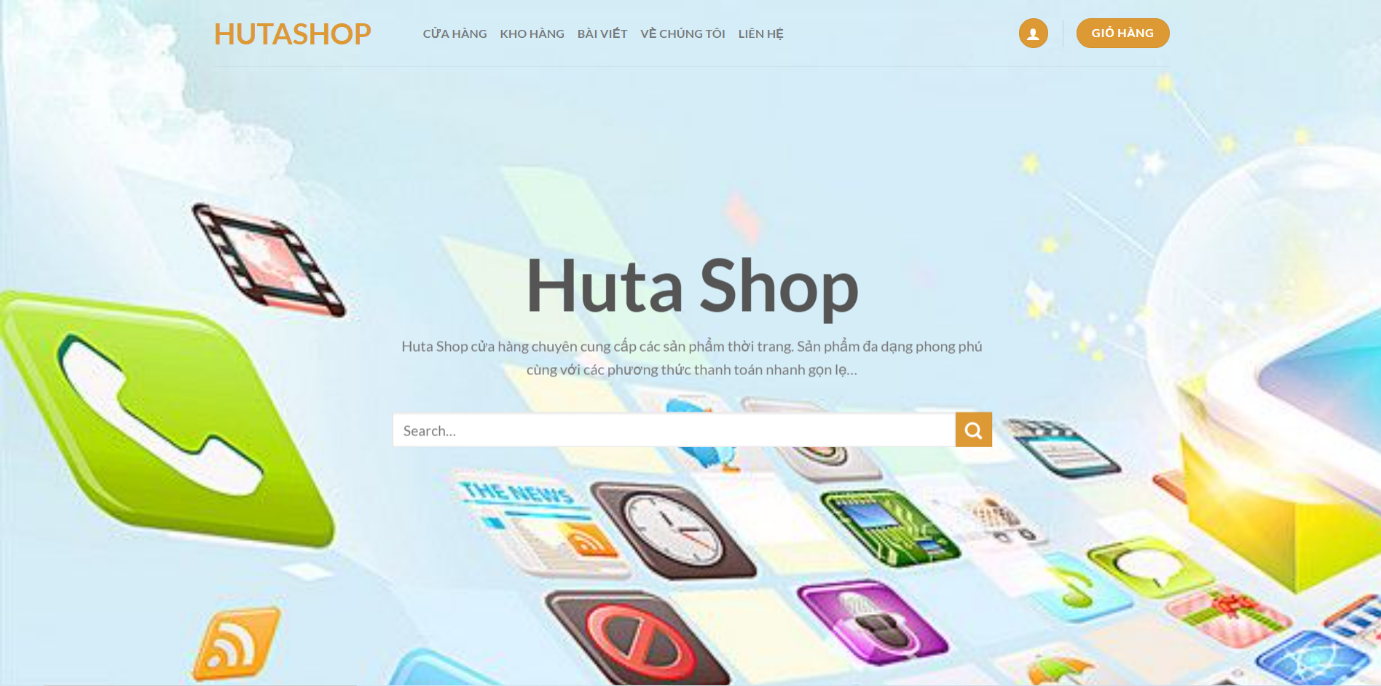 HUTASHOP
CỬA HÀNG KHO HÀNG BÀI VIẾT VỀ CHÚNG TÔI LIÊN HỆ
GIỎ HÀNG
Huta Shop
Huta Shop cửa hàng chuyên cung cấp các sản phẩm thời trang. Sản phẩm đa dạng phong phú
cùng với các phương thức thanh toán nhanh gọn lẹ...
Search...
THE NEWS